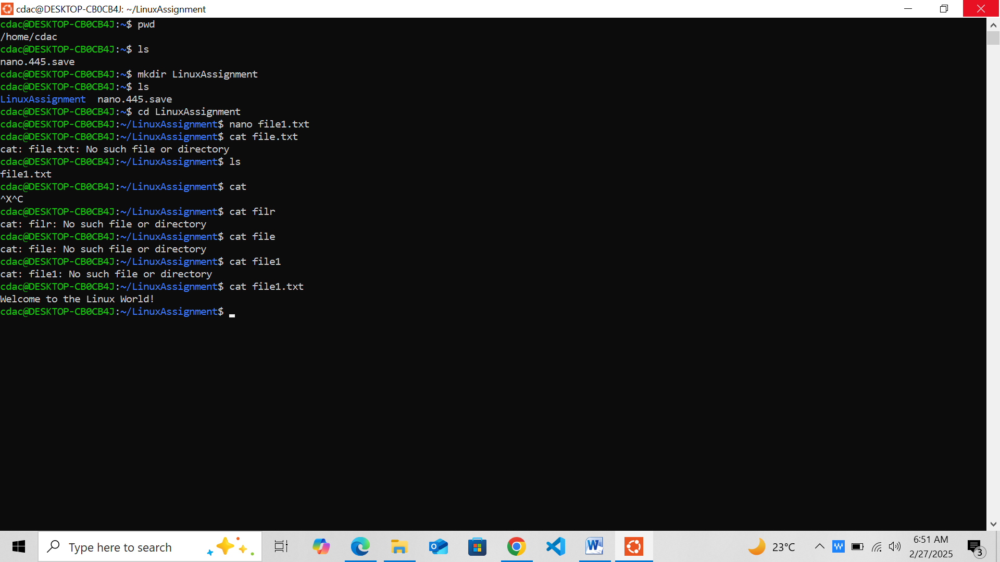 cdac@DESKTOP-CB0CB4J: ~/LinuxAssignment
cdac@DESKTOP-CB0CB4J:~$ pwd
/home/cdac
cdac@DESKTOP-CB0CB4J:~$ ls
nano.445.save
cdac@DESKTOP-CB0CB4J:~$ mkdir LinuxAssignment
cdac@DESKTOP-CB0CB4J:~$ ls
LinuxAssignment  nano.445.save
cdac@DESKTOP-CB0CB4J:~$ cd LinuxAssignment
cdac@DESKTOP-CB0CB4J:~/LinuxAssignment$ nano file1.txt
cdac@DESKTOP-CB0CB4J:~/LinuxAssignment$ cat file.txt
cat: file.txt: No such file or directory
cdac@DESKTOP-CB0CB4J:~/LinuxAssignment$ ls
file1.txt
cdac@DESKTOP-CB0CB4J:~/LinuxAssignment$ cat
^X^C
cdac@DESKTOP-CB0CB4J:~/LinuxAssignment$ cat filr
cat: filr: No such file or directory
cdac@DESKTOP-CB0CB4J:~/LinuxAssignment$ cat file
cat: file: No such file or directory
cdac@DESKTOP-CB0CB4J:~/LinuxAssignment$ cat file1
cat: file1: No such file or directory
cdac@DESKTOP-CB0CB4J:~/LinuxAssignment$ cat file1.txt
Welcome to the Linux World!
cdac@DESKTOP-CB0CB4J:~/LinuxAssignment$
Type here to search
23°C
6:51 AM
2/27/2025
3